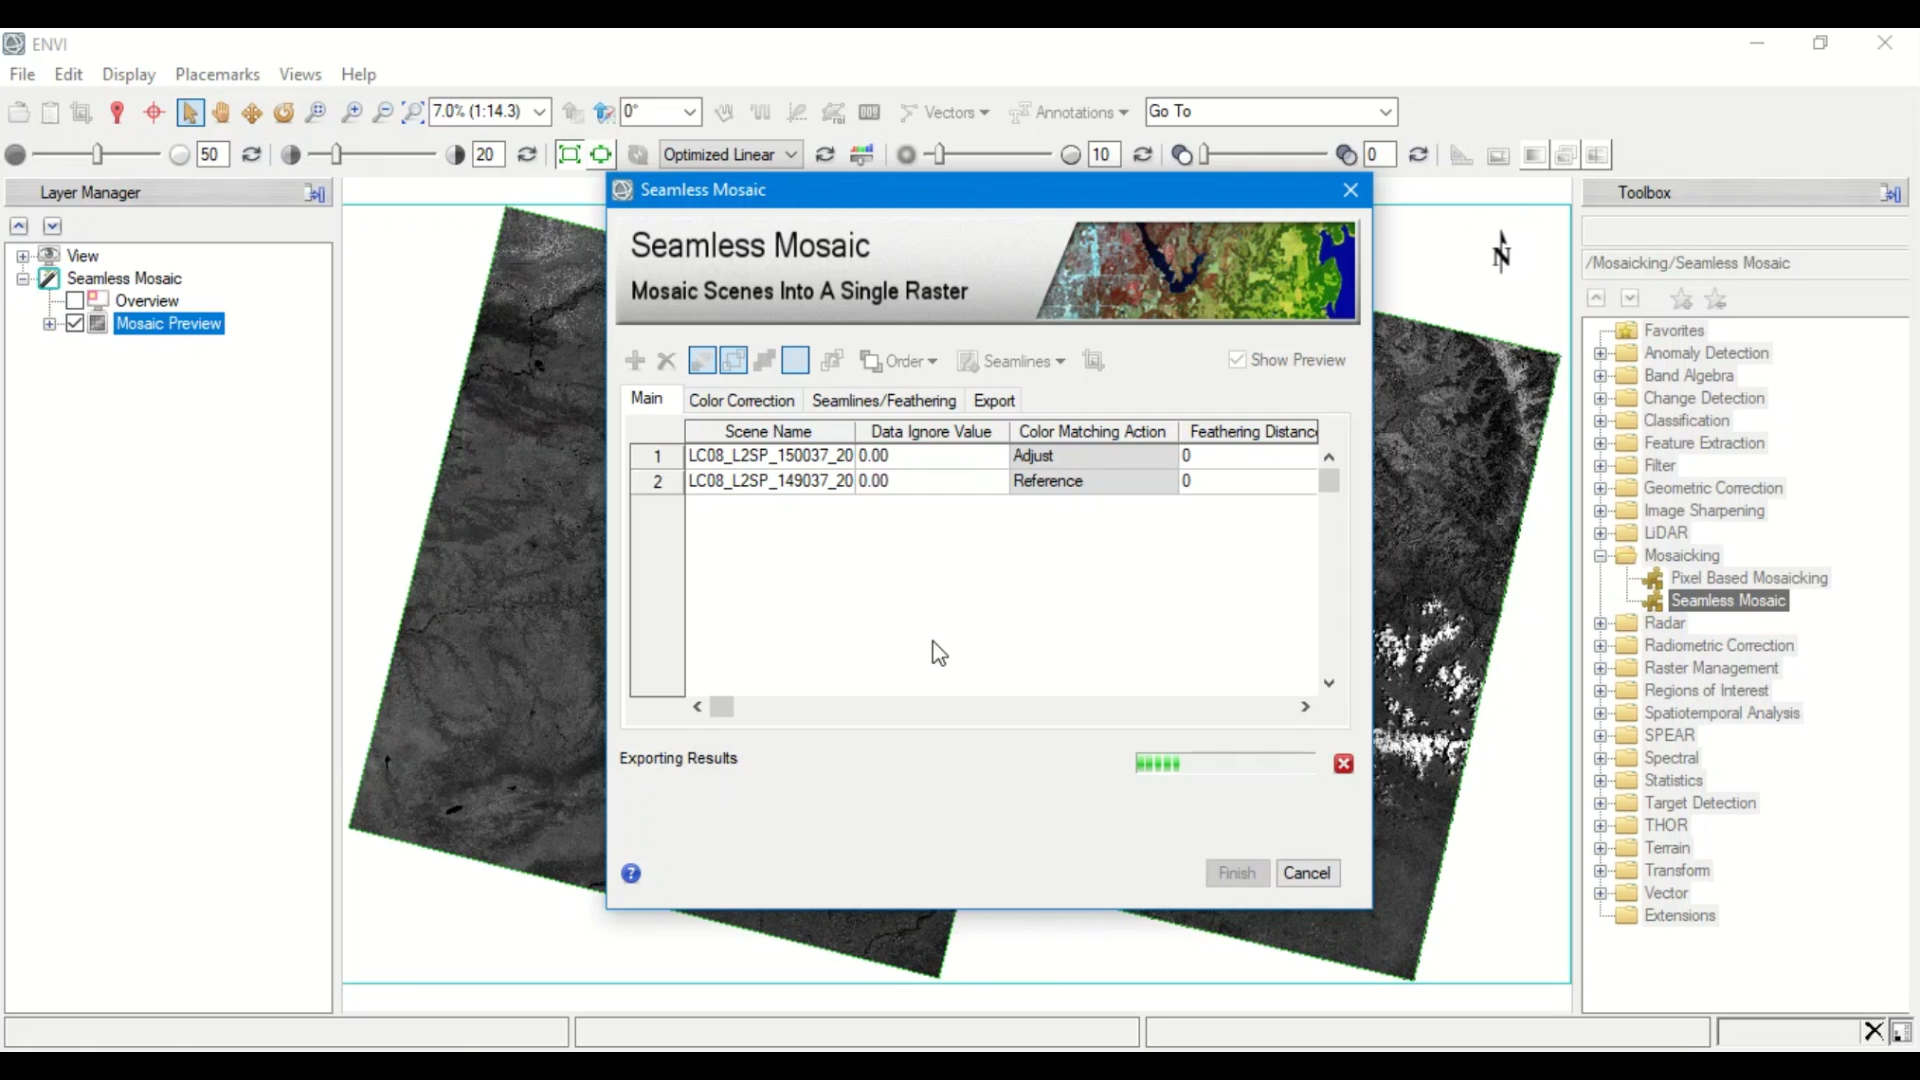 ENVI
File Edit Display Placemarks Views Help
7.0% (1:14.3) 0° Vectors Annotations Go To
50 20 Optimized Linear 10 0
Layer Manager
View
Seamless Mosaic
Overview
Mosaic Preview
Seamless Mosaic
Seamless Mosaic
Mosaic Scenes Into A Single Raster
Order Seamlines Show Preview
Main Color Correction Seamlines/Feathering Export
Scene Name Data Ignore Value Color Matching Action Feathering Distanc
1 LC08_L2SP_150037_20 0.00 Adjust 0
2 LC08_L2SP_149037_20 0.00 Reference 0
Exporting Results
Finish Cancel
N
Toolbox
/Mosaicking/Seamless Mosaic
Favorites
Anomaly Detection
Band Algebra
Change Detection
Classification
Feature Extraction
Filter
Geometric Correction
Image Sharpening
LiDAR
Mosaicking
Pixel Based Mosaicking
Seamless Mosaic
Radar
Radiometric Correction
Raster Management
Regions of Interest
Spatiotemporal Analysis
SPEAR
Spectral
Statistics
Target Detection
THOR
Terrain
Transform
Vector
Extensions